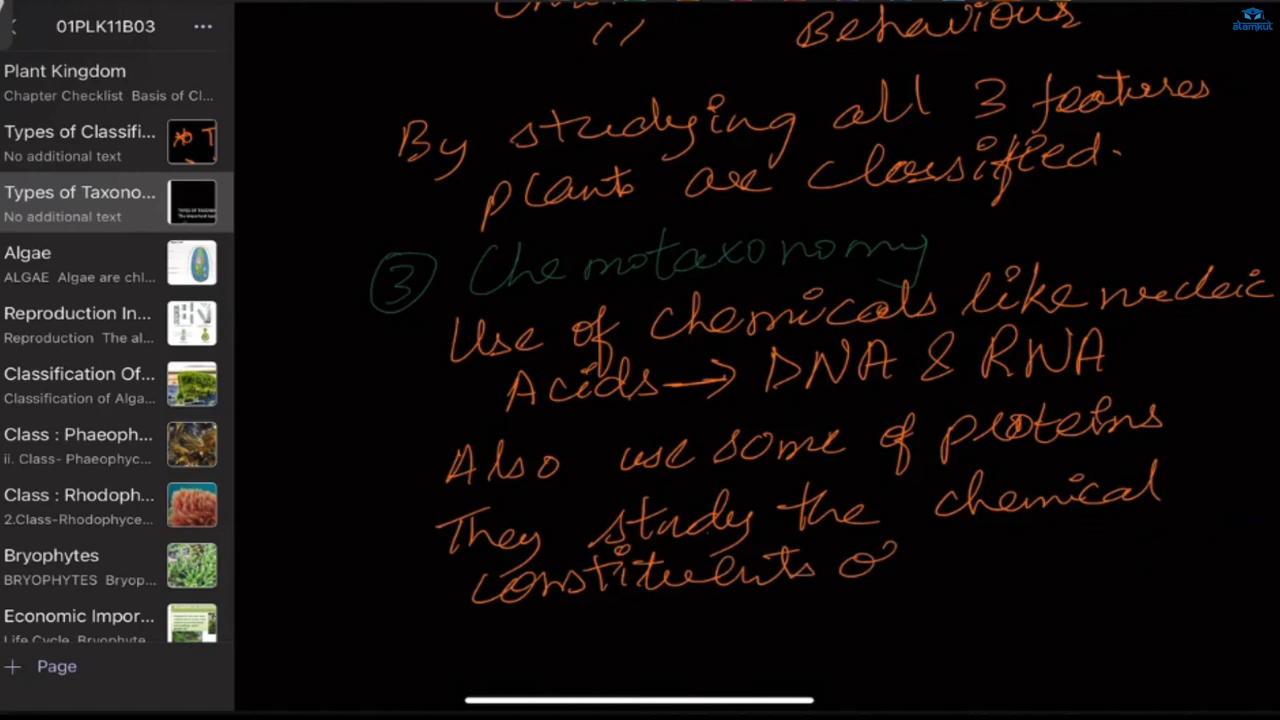 01PLK11B03
Plant Kingdom
Chapter Checklist Basis of Cl...
Types of Classifi...
No additional text
Types of Taxono...
No additional text
Algae
ALGAE Algae are chl...
Reproduction In...
Reproduction The al...
Classification Of...
Classification of Alga...
Class : Phaeoph...
ii. Class- Phaeophyc...
Class : Rhodoph...
2.Class-Rhodophyce...
Bryophytes
BRYOPHYTES Bryop...
Economic Impor...
Life Cycle. Bryophyte
+ Page
Behaviour
By studying all 3 features
plants are classified.
③ Chemotaxonomy
Use of chemicals like nucleic
Acids → DNA & RNA
Also use some of proteins
They study the chemical
constituents o
alamkul